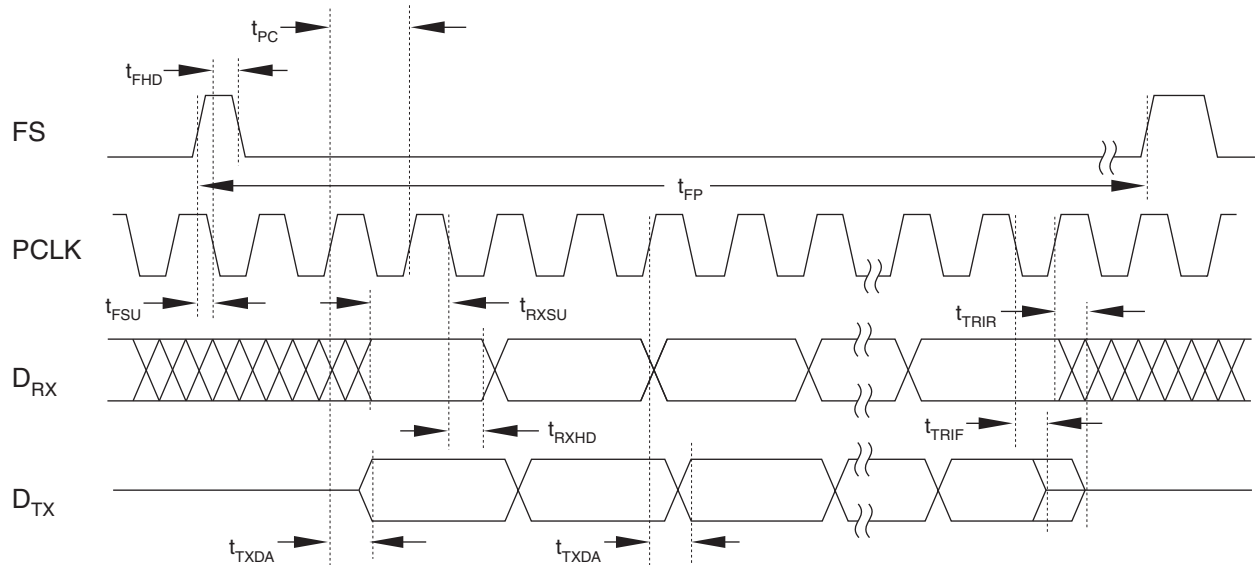 tPC
tFHD
FS
tFP
PCLK
tFSU
tRXSU
tTRIR
DRX
tRXHD
tTRIF
DTX
tTXDA
tTXDA